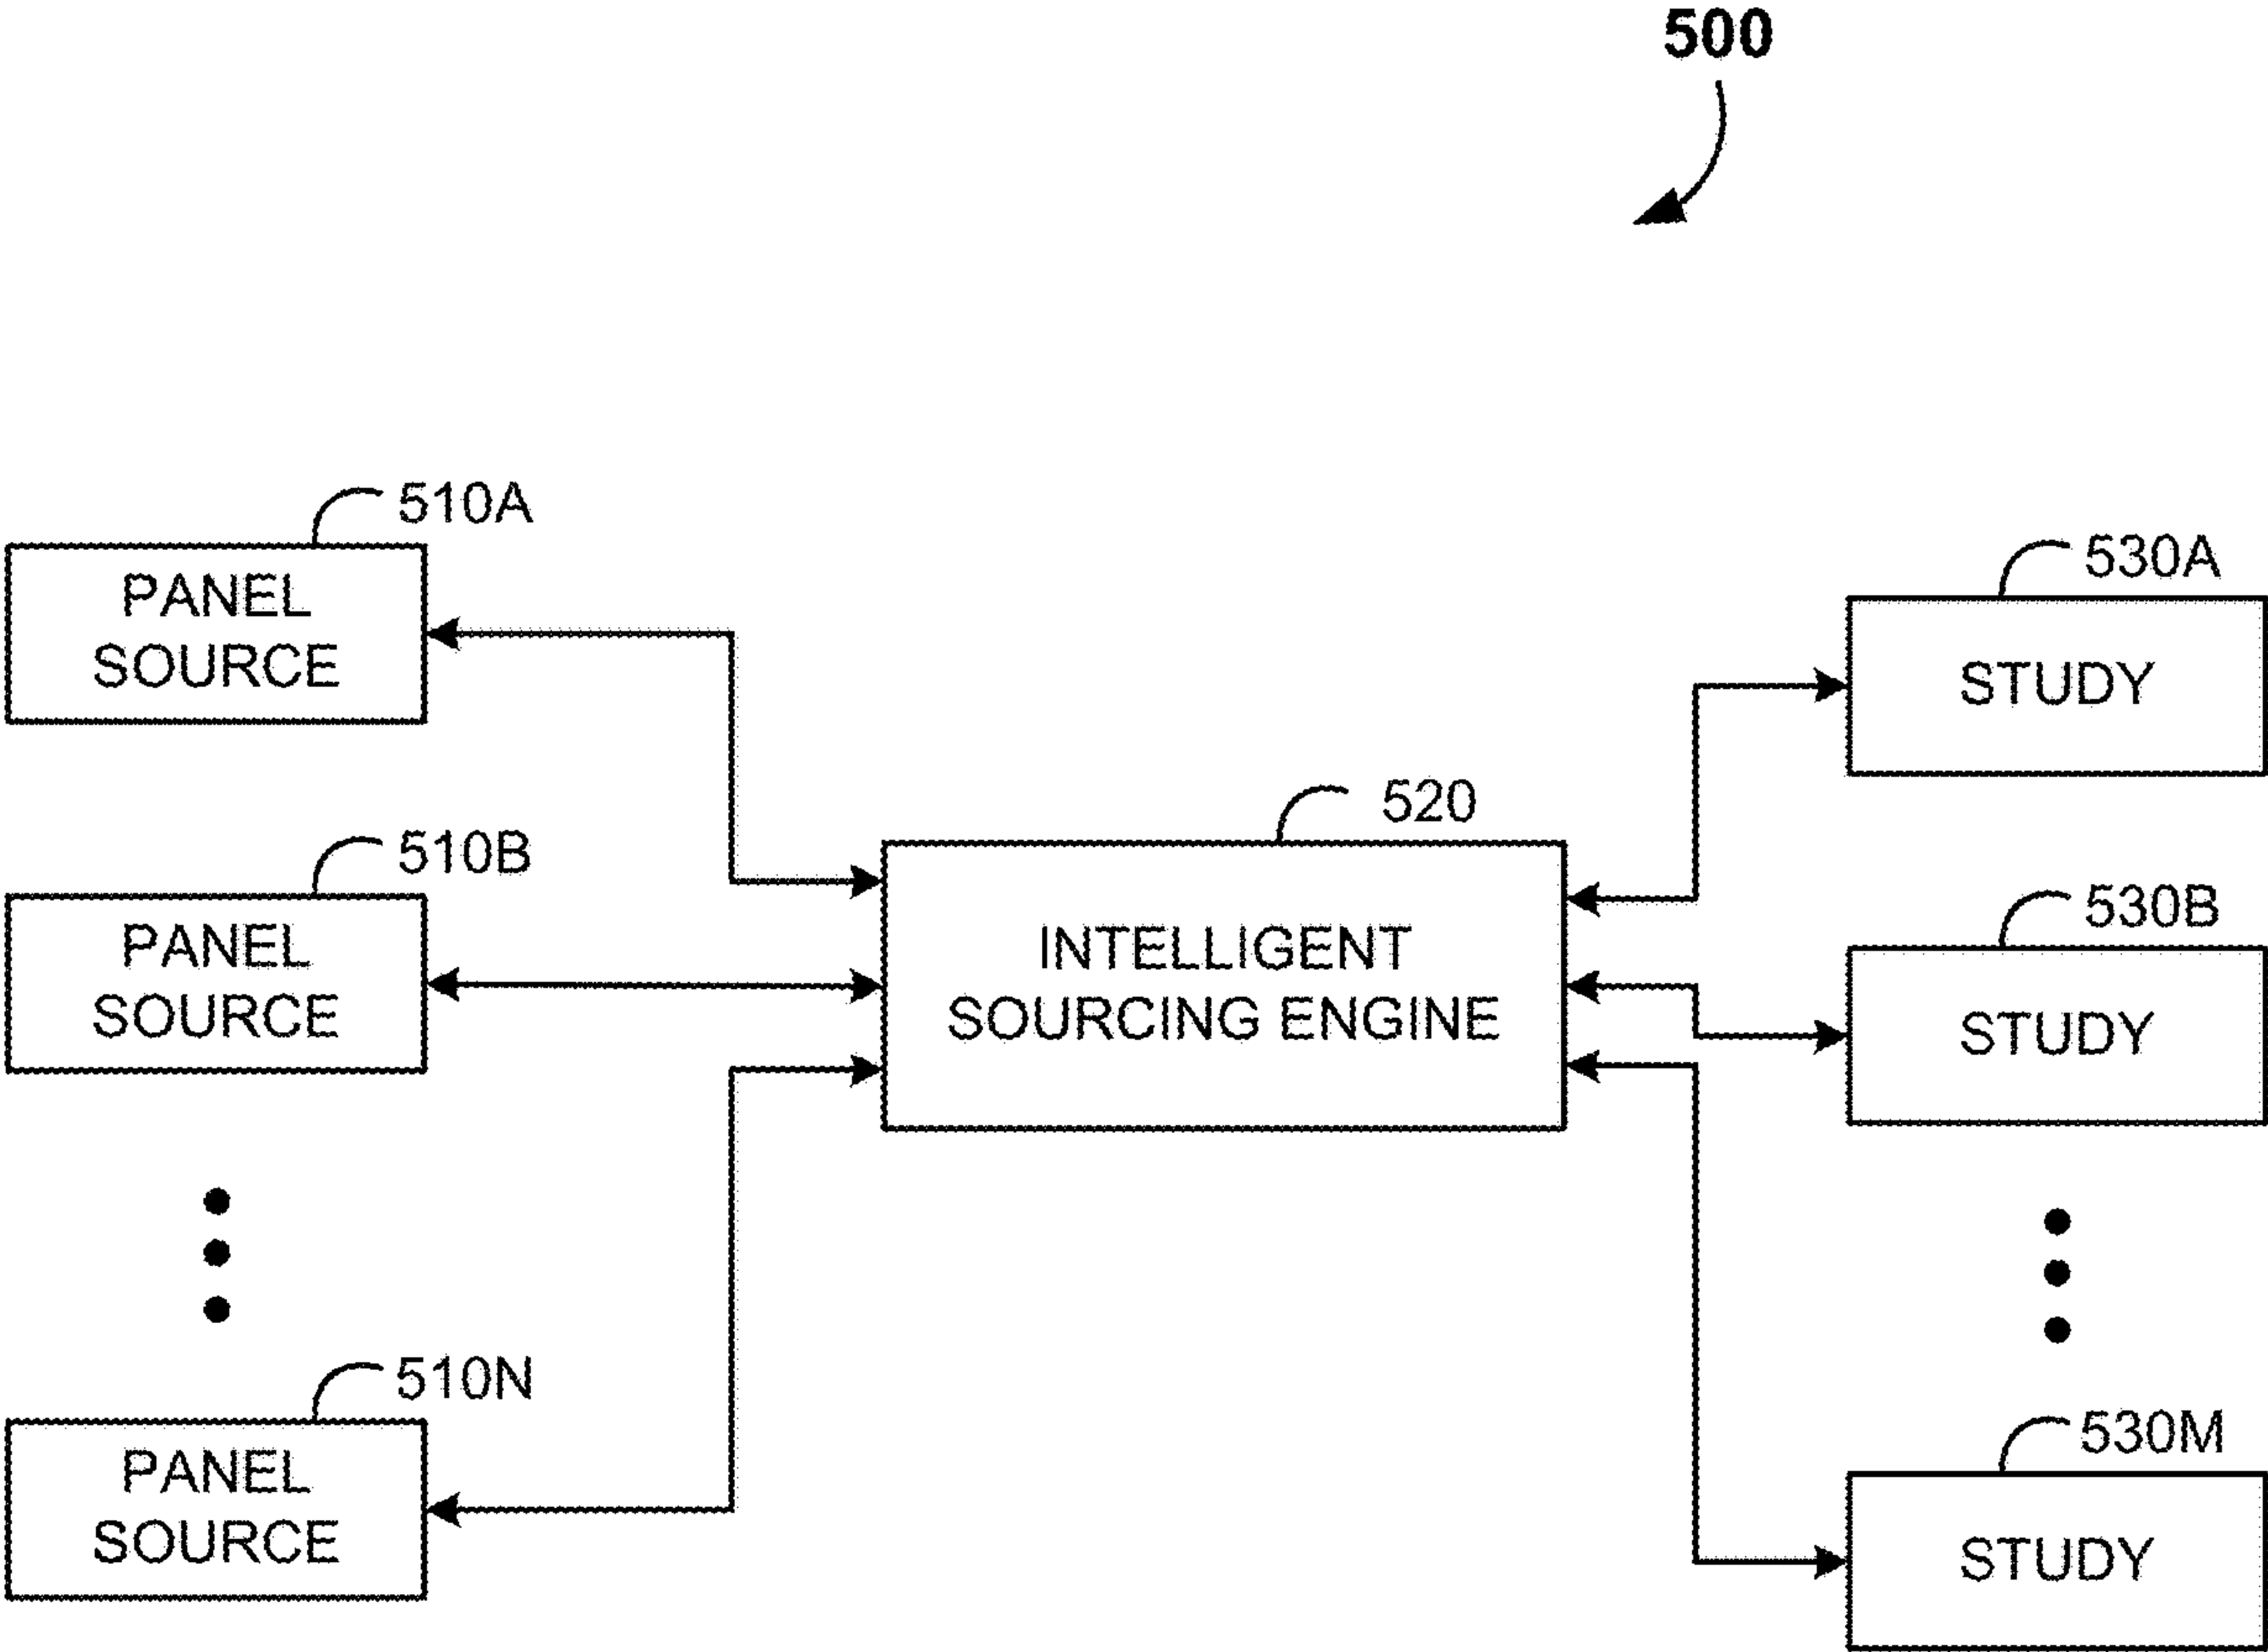 500
510A
PANEL
SOURCE
510B
PANEL
SOURCE
510N
PANEL
SOURCE
520
INTELLIGENT
SOURCING ENGINE
530A
STUDY
530B
STUDY
530M
STUDY